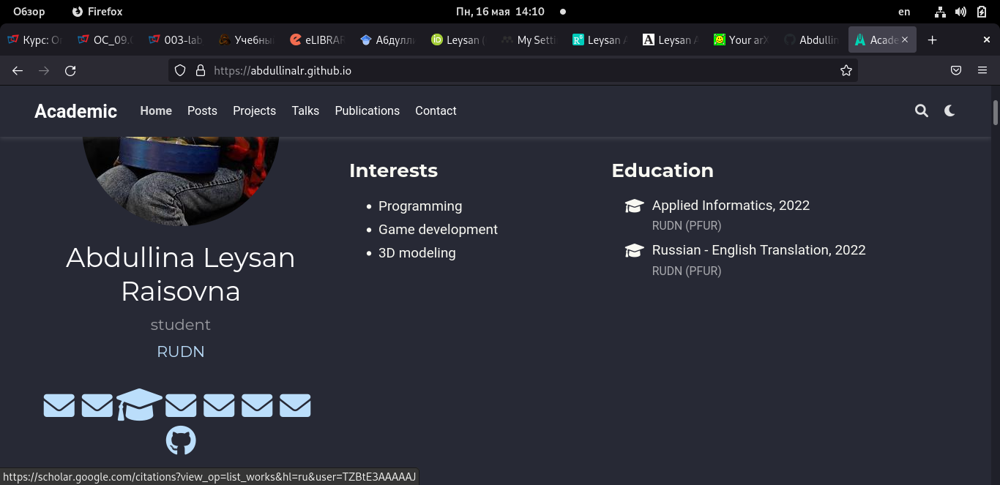 Обзор Firefox Пн, 16 мая 14:10 en
Курс: О ОС_09. 003-lab Учебны eLIBRAR Абдулли Leysan ( My Setti Leysan A Leysan A Your arX Abdullin Acade
https://abdullinalr.github.io
Academic Home Posts Projects Talks Publications Contact
Interests
Programming
Game development
3D modeling
Education
Applied Informatics, 2022
RUDN (PFUR)
Russian - English Translation, 2022
RUDN (PFUR)
Abdullina Leysan
Raisovna
student
RUDN
https://scholar.google.com/citations?view_op=list_works&hl=ru&user=TZBtE3AAAAAJ